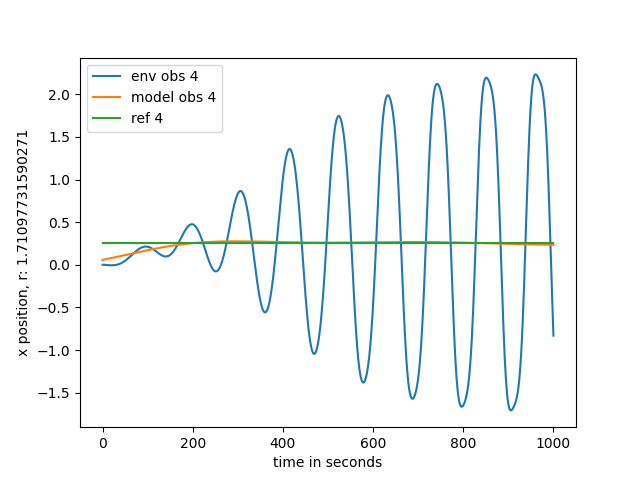 env obs 4
model obs 4
ref 4
2.0
1.5
1.0
0.5
0.0
−0.5
−1.0
−1.5
x position, r: 1.71097731590271
0
200
400
600
800
1000
time in seconds